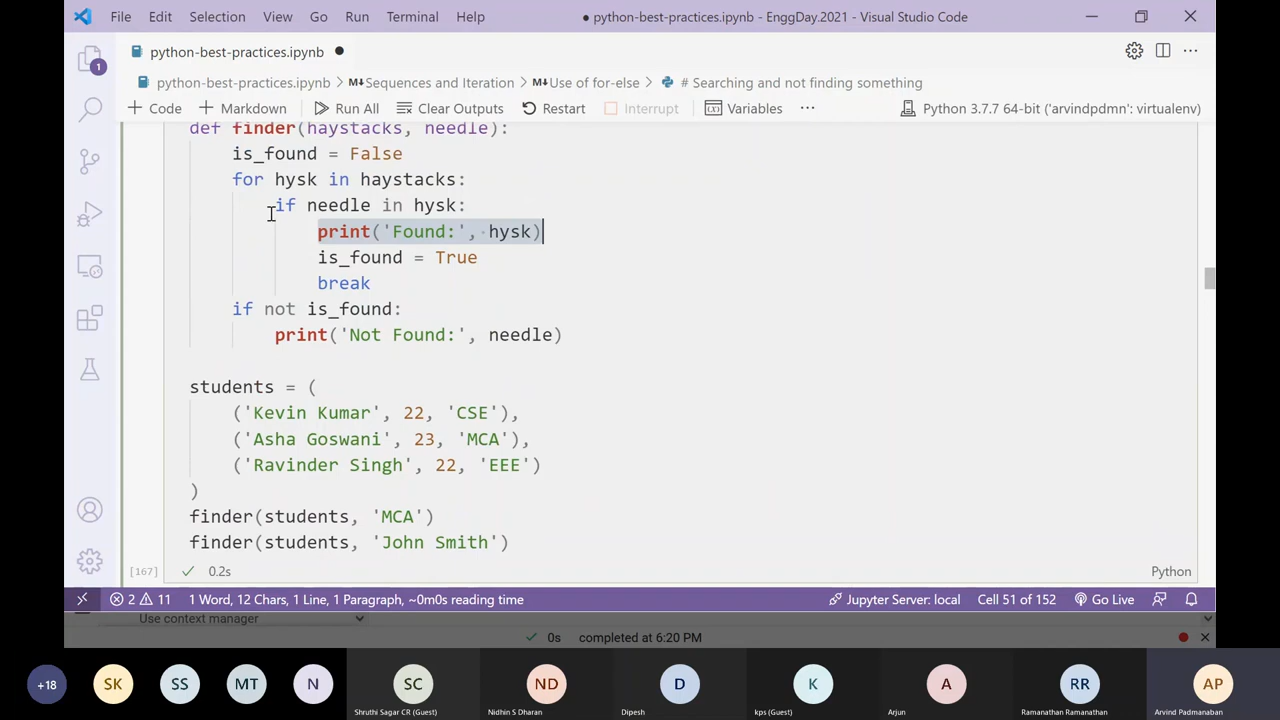 File Edit Selection View Go Run Terminal Help ● python-best-practices.ipynb - EnggDay.2021 - Visual Studio Code
python-best-practices.ipynb ●
python-best-practices.ipynb > M↓Sequences and Iteration > M↓Use of for-else > # Searching and not finding something
+ Code + Markdown Run All Clear Outputs Restart Interrupt Variables ··· Python 3.7.7 64-bit ('arvindpdmn': virtualenv)
def finder(haystacks, needle):
    is_found = False
    for hysk in haystacks:
        if needle in hysk:
            print('Found:', hysk)
            is_found = True
            break
    if not is_found:
        print('Not Found:', needle)
students = (
    ('Kevin Kumar', 22, 'CSE'),
    ('Asha Goswani', 23, 'MCA'),
    ('Ravinder Singh', 22, 'EEE')
)
finder(students, 'MCA')
finder(students, 'John Smith')
[167] ✓ 0.2s Python
2 11 1 Word, 12 Chars, 1 Line, 1 Paragraph, ~0m0s reading time Jupyter Server: local Cell 51 of 152 Go Live
Use context manager
✓ 0s completed at 6:20 PM
+18 SK SS MT N SC ND D K A RR AP
Shruthi Sagar CR (Guest) Nidhin S Dharan Dipesh kps (Guest) Arjun Ramanathan Ramanathan Arvind Padmanaban
1